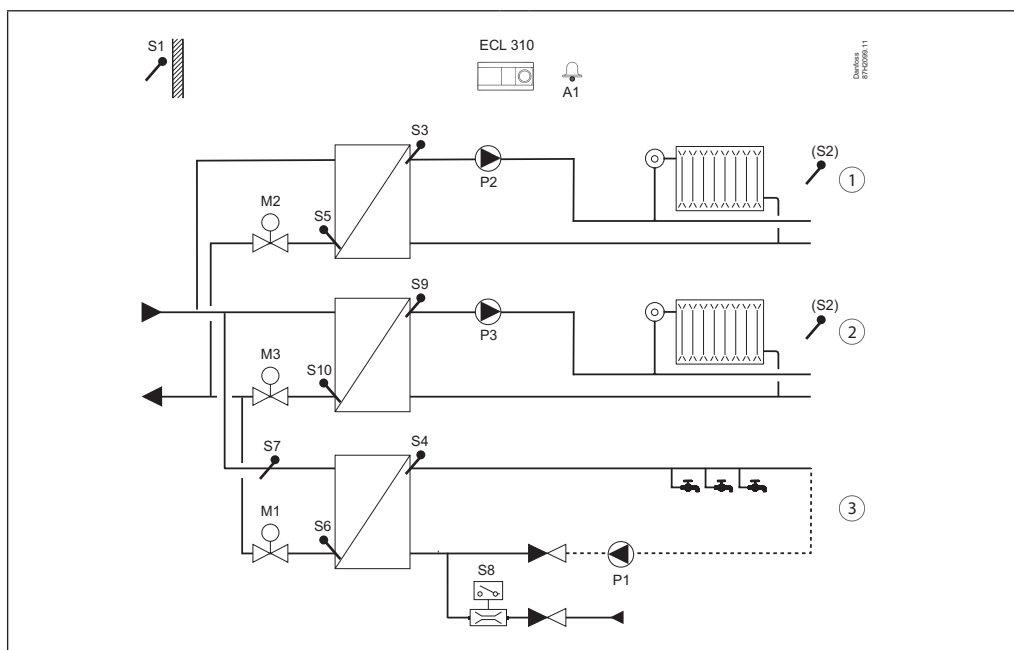 S1
ECL 310
A1
Danfoss
87H2099.11
S3
P2
(S2)
1
M2
S5
S9
P3
(S2)
2
M3
S10
S7
S4
3
M1
S6
S8
P1